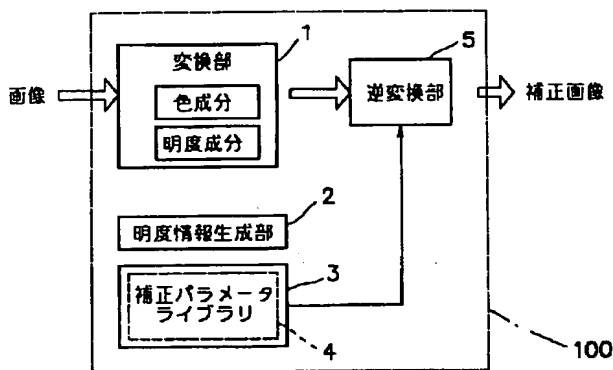 1
5
変換部
画像
色成分
逆変換部
補正画像
明度成分
2
明度情報生成部
3
補正パラメータ
ライブラリ
4
100